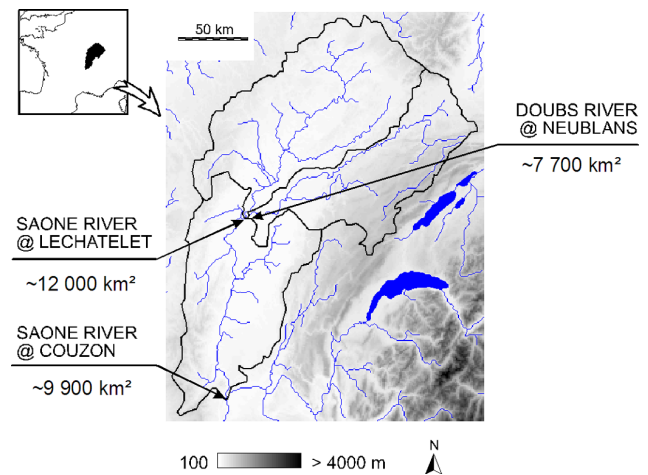 50 km
DOUBS RIVER
@ NEUBLANS
~7 700 km²
SAONE RIVER
@ LECHATELET
~12 000 km²
SAONE RIVER
@ COUZON
~9 900 km²
100 > 4000 m
N